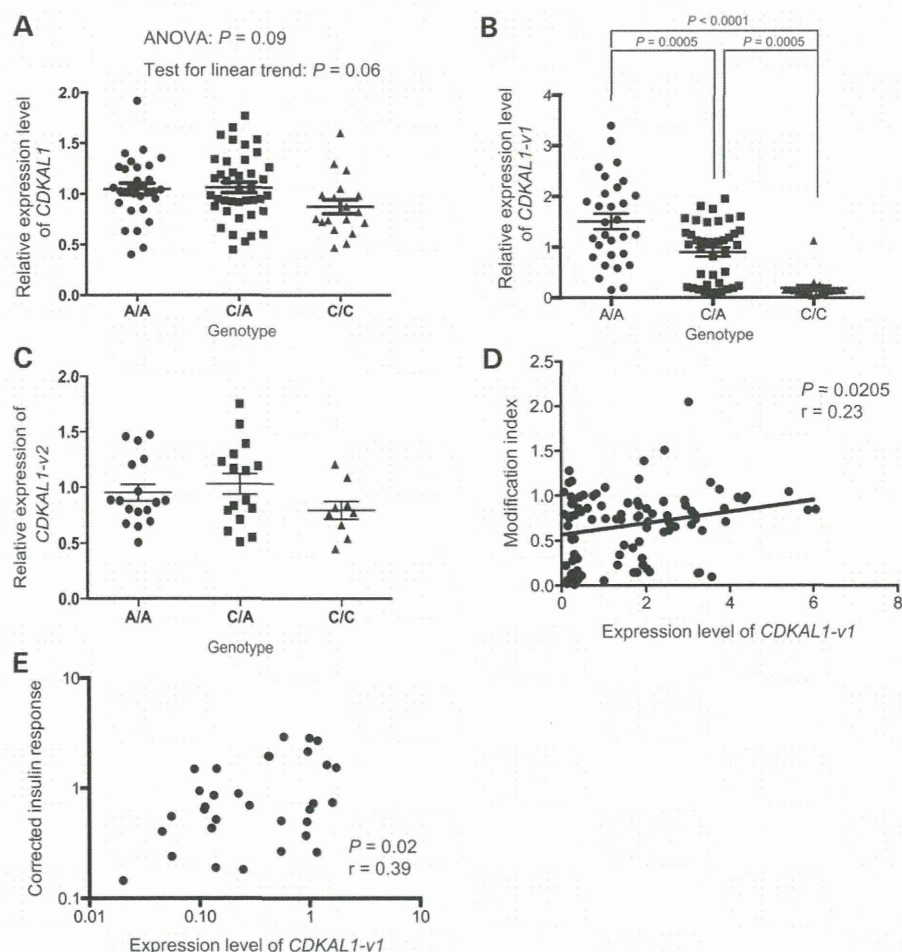 A
ANOVA: P = 0.09
Test for linear trend: P = 0.06
Relative expression level
of CDKAL1
2.0
1.5
1.0
0.5
0.0
A/A
C/A
C/C
Genotype
B
P < 0.0001
P = 0.0005
P = 0.0005
Relative expression level
of CDKAL1-v1
4
3
2
1
0
A/A
C/A
C/C
Genotype
C
Relative expression of
CDKAL1-v2
2.0
1.5
1.0
0.5
0.0
A/A
C/A
C/C
Genotype
D
P = 0.0205
r = 0.23
Modification index
2.5
2.0
1.5
1.0
0.5
0.0
0
2
4
6
8
Expression level of CDKAL1-v1
E
Corrected insulin response
10
1
0.1
P = 0.02
r = 0.39
0.01
0.10
1
10
Expression level of CDKAL1-v1